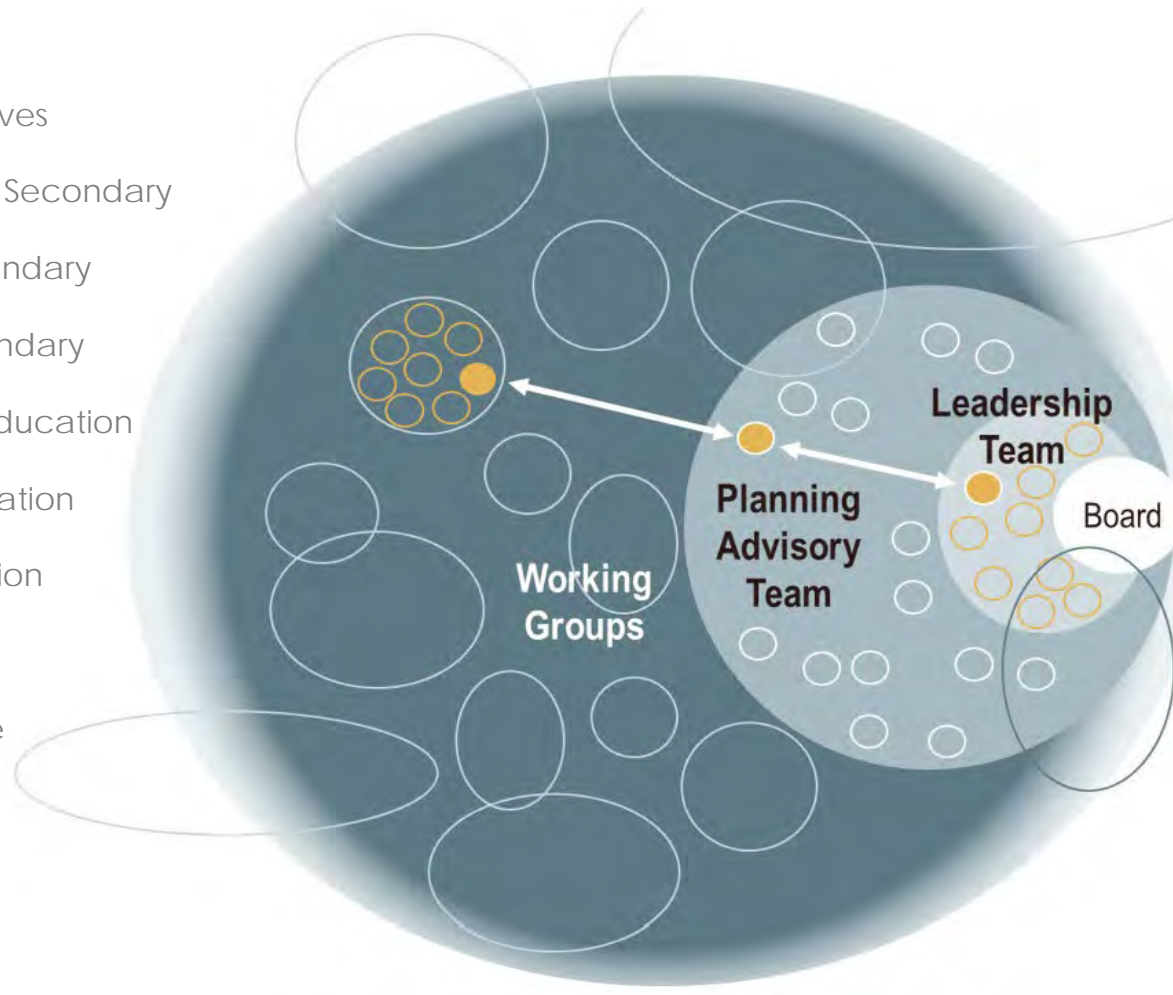 ves
Secondary
ndary
ndary
ducation
ation
ion
e
Leadership
Team
Planning
Advisory
Team
Board
Working
Groups